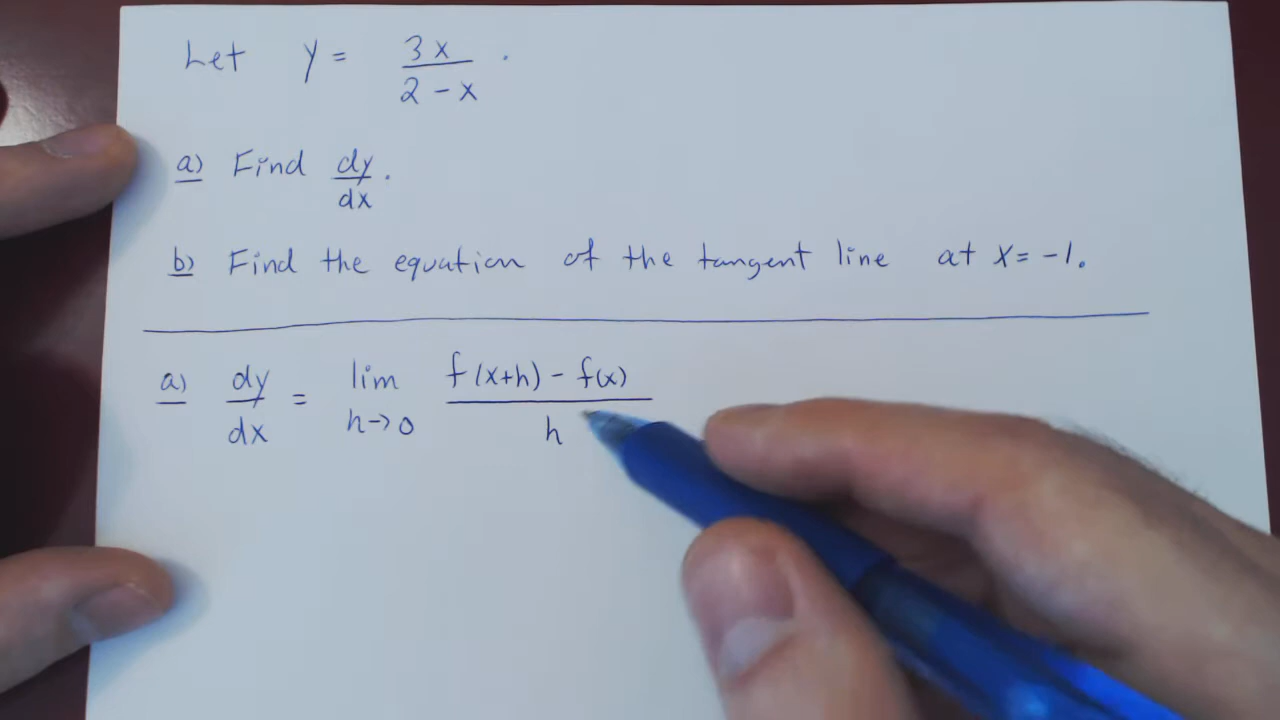 Let y = 3x / 2 - x .
a) Find dy/dx .
b) Find the equation of the tangent line at x = -1.
a) dy/dx = lim h→0 f(x+h) - f(x) / h